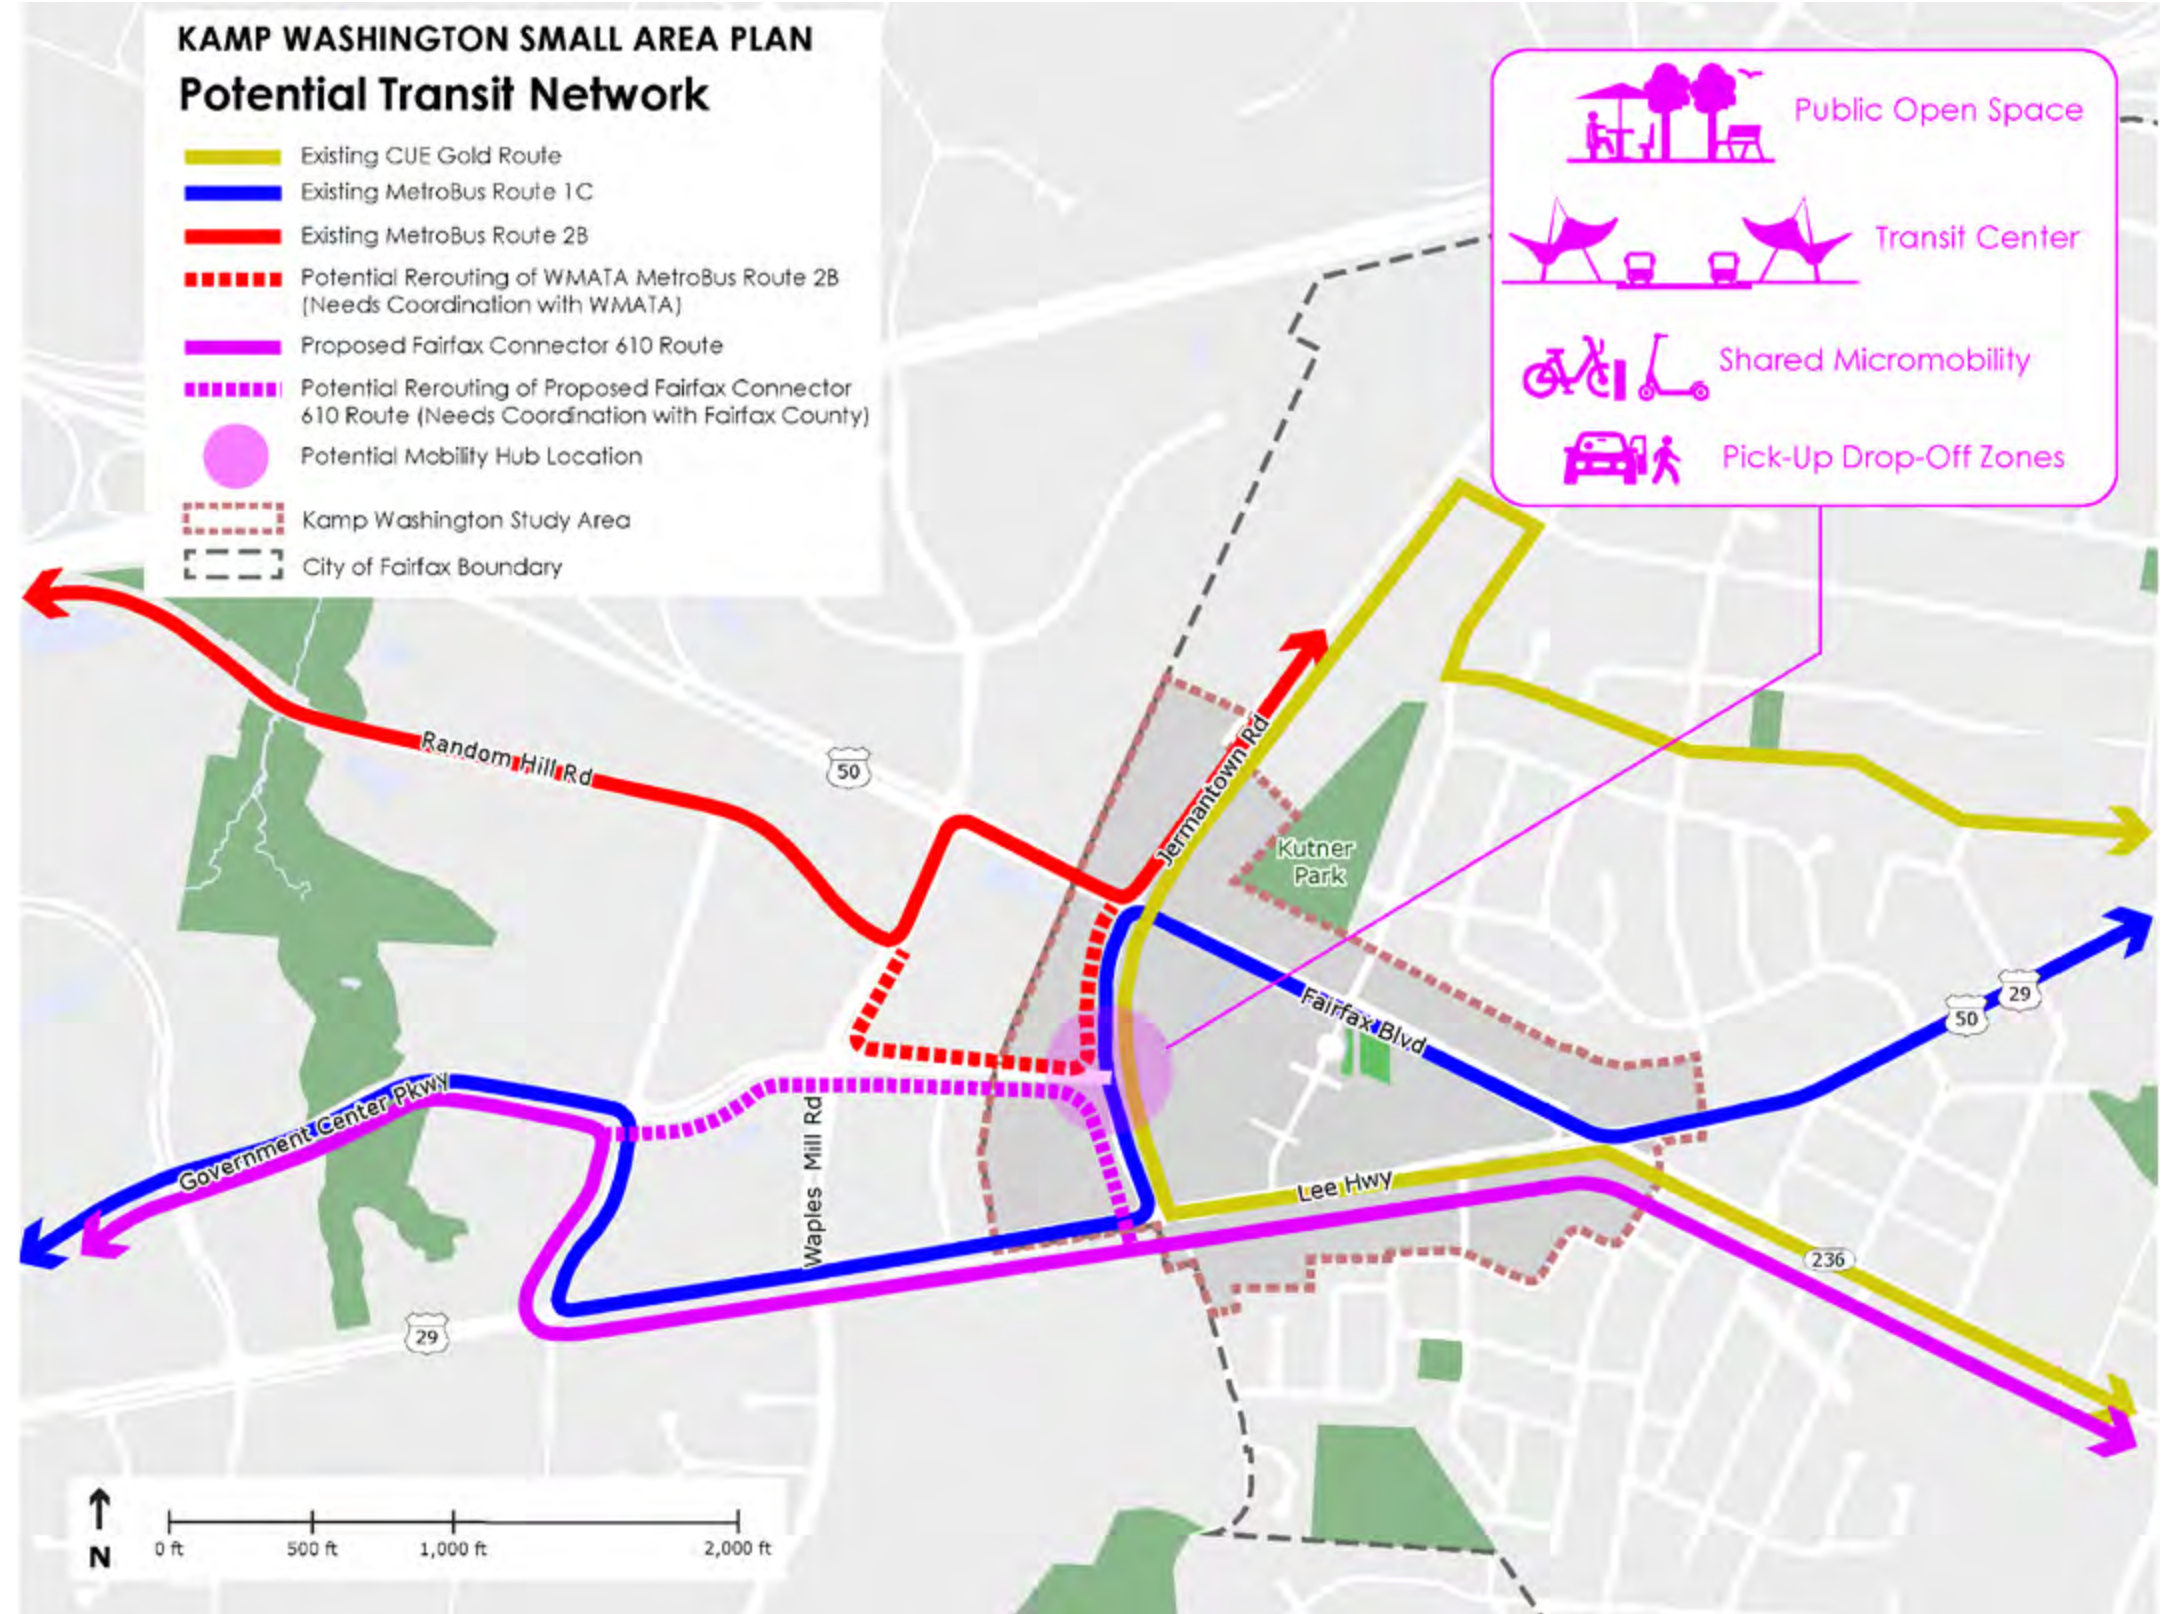 KAMP WASHINGTON SMALL AREA PLAN
Potential Transit Network
Existing CUE Gold Route
Existing MetroBus Route 1C
Existing MetroBus Route 2B
Potential Rerouting of WMATA MetroBus Route 2B
(Needs Coordination with WMATA)
Proposed Fairfax Connector 610 Route
Potential Rerouting of Proposed Fairfax Connector
610 Route (Needs Coordination with Fairfax County)
Potential Mobility Hub Location
Kamp Washington Study Area
City of Fairfax Boundary
Public Open Space
Transit Center
Shared Micromobility
Pick-Up Drop-Off Zones
Random Hill Rd
50
Jermantown Rd
Kutner
Park
Fairfax Blvd
29
50
Government Center Pkwy
Waples Mill Rd
Lee Hwy
236
29
N
0 ft
500 ft
1,000 ft
2,000 ft